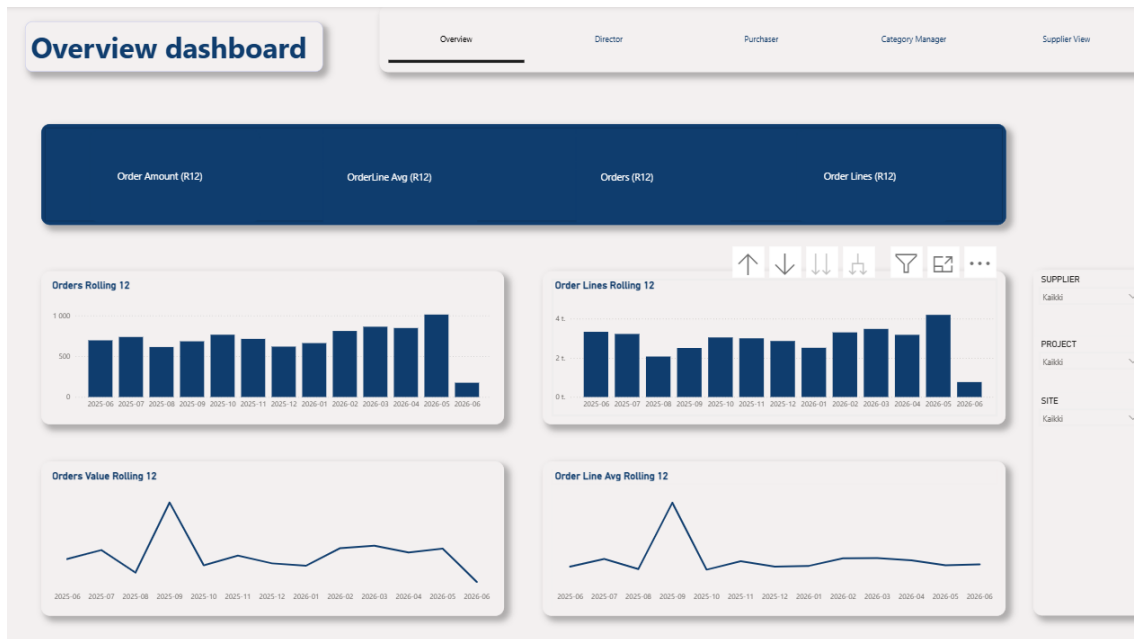 Overview dashboard
Overview Director Purchaser Category Manager Supplier View
Order Amount (R12) OrderLine Avg (R12) Orders (R12) Order Lines (R12)
Orders Rolling 12
1 000
500
0
2025-06 2025-07 2025-08 2025-09 2025-10 2025-11 2025-12 2026-01 2026-02 2026-03 2026-04 2026-05 2026-06
Order Lines Rolling 12
4 t.
2 t.
0 t.
2025-06 2025-07 2025-08 2025-09 2025-10 2025-11 2025-12 2026-01 2026-02 2026-03 2026-04 2026-05 2026-06
SUPPLIER
Kaikki
PROJECT
Kaikki
SITE
Kaikki
Orders Value Rolling 12
2025-06 2025-07 2025-08 2025-09 2025-10 2025-11 2025-12 2026-01 2026-02 2026-03 2026-04 2026-05 2026-06
Order Line Avg Rolling 12
2025-06 2025-07 2025-08 2025-09 2025-10 2025-11 2025-12 2026-01 2026-02 2026-03 2026-04 2026-05 2026-06